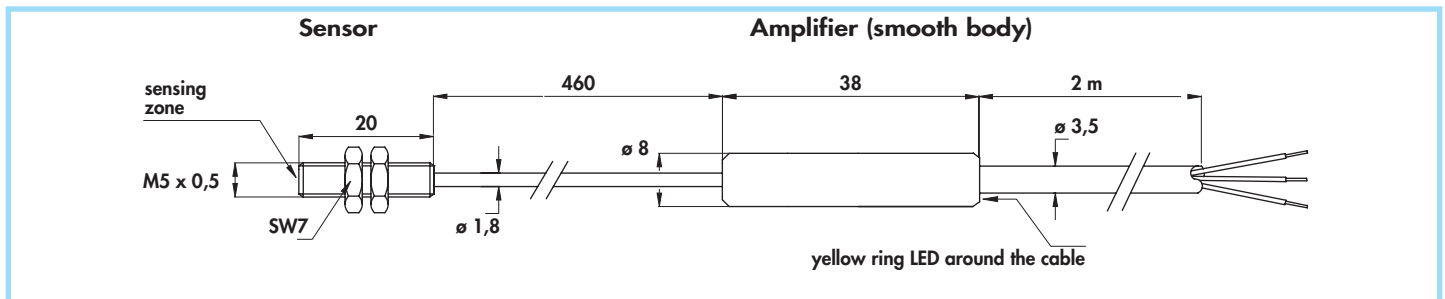 Sensor
Amplifier (smooth body)
sensing
zone
460
38
2 m
20
ø 3,5
ø 8
M5 x 0,5
SW7
ø 1,8
yellow ring LED around the cable